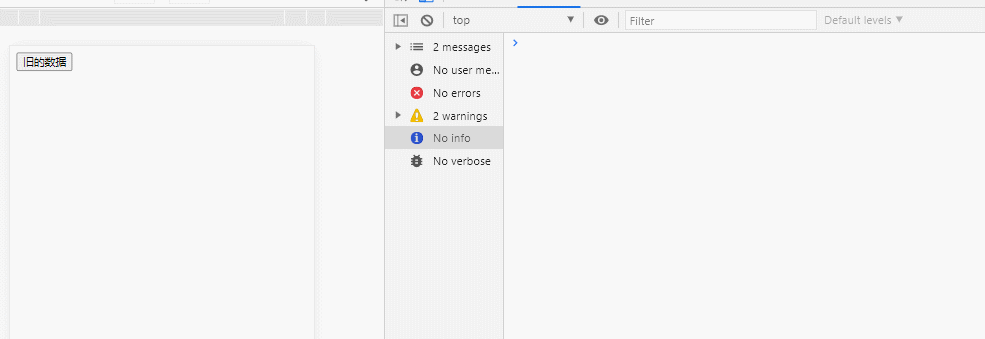 top
Filter
Default levels
旧的数据
2 messages
No user me...
No errors
2 warnings
No info
No verbose